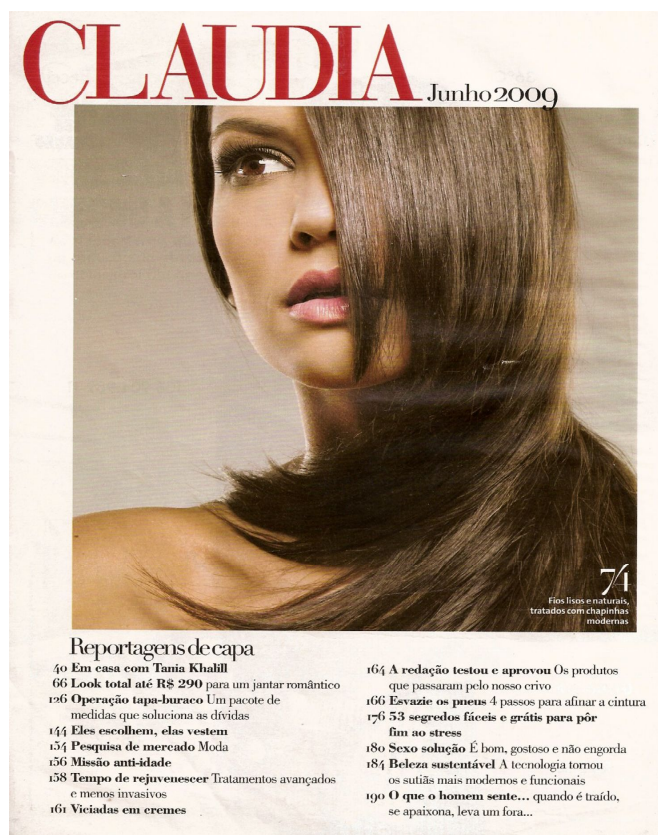 CLAUDIA
Junho 2009
74
Fios lisos e naturais,
tratados com chapinhas
modernas
Reportagens de capa
40 Em casa com Tania Khalill
66 Look total até R$ 290 para um jantar romântico
126 Operação tapa-buraco Um pacote de
medidas que soluciona as dívidas
144 Eles escolhem, elas vestem
154 Pesquisa de mercado Moda
156 Missão anti-idade
158 Tempo de rejuvenescer Tratamentos avançados
e menos invasivos
161 Viciadas em cremes
164 A redação testou e aprovou Os produtos
que passaram pelo nosso crivo
166 Esvazie os pneus 4 passos para afinar a cintura
176 53 segredos fáceis e grátis para pôr
fim ao stress
180 Sexo solução É bom, gostoso e não engorda
184 Beleza sustentável A tecnologia tornou
os sutiãs mais modernos e funcionais
190 O que o homem sente... quando é traído,
se apaixona, leva um fora...